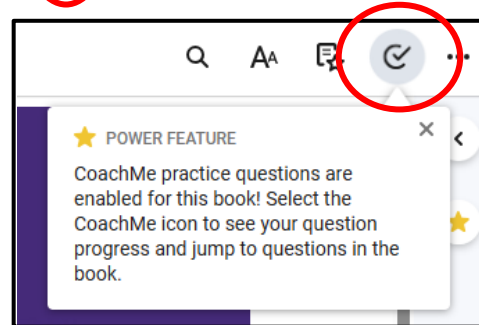 AA
POWER FEATURE
CoachMe practice questions are
enabled for this book! Select the
CoachMe icon to see your question
progress and jump to questions in the
book.